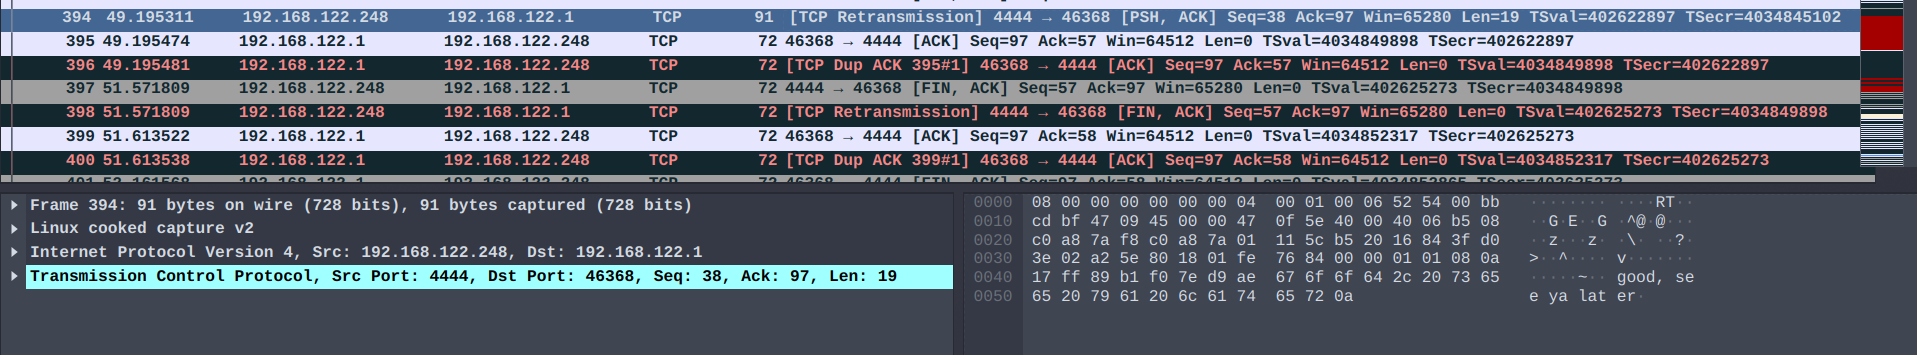 394 49.195311 192.168.122.248 192.168.122.1 TCP 91 [TCP Retransmission] 4444 → 46368 [PSH, ACK] Seq=38 Ack=97 Win=65280 Len=19 TSval=402622897 TSecr=4034845102
395 49.195474 192.168.122.1 192.168.122.248 TCP 72 46368 → 4444 [ACK] Seq=97 Ack=57 Win=64512 Len=0 TSval=4034849898 TSecr=402622897
396 49.195481 192.168.122.1 192.168.122.248 TCP 72 [TCP Dup ACK 395#1] 46368 → 4444 [ACK] Seq=97 Ack=57 Win=64512 Len=0 TSval=4034849898 TSecr=402622897
397 51.571809 192.168.122.248 192.168.122.1 TCP 72 4444 → 46368 [FIN, ACK] Seq=57 Ack=97 Win=65280 Len=0 TSval=402625273 TSecr=4034849898
398 51.571809 192.168.122.248 192.168.122.1 TCP 72 [TCP Retransmission] 4444 → 46368 [FIN, ACK] Seq=57 Ack=97 Win=65280 Len=0 TSval=402625273 TSecr=4034849898
399 51.613522 192.168.122.1 192.168.122.248 TCP 72 46368 → 4444 [ACK] Seq=97 Ack=58 Win=64512 Len=0 TSval=4034852317 TSecr=402625273
400 51.613538 192.168.122.1 192.168.122.248 TCP 72 [TCP Dup ACK 399#1] 46368 → 4444 [ACK] Seq=97 Ack=58 Win=64512 Len=0 TSval=4034852317 TSecr=402625273
Frame 394: 91 bytes on wire (728 bits), 91 bytes captured (728 bits)
Linux cooked capture v2
Internet Protocol Version 4, Src: 192.168.122.248, Dst: 192.168.122.1
Transmission Control Protocol, Src Port: 4444, Dst Port: 46368, Seq: 38, Ack: 97, Len: 19
0000 08 00 00 00 00 00 00 04 00 01 00 06 52 54 00 bb ········ ····RT··
0010 cd bf 47 09 45 00 00 47 0f 5e 40 00 40 06 b5 08 ··G·E··G ·^@·@···
0020 c0 a8 7a f8 c0 a8 7a 01 11 5c b5 20 16 84 3f d0 ··z···z· ·\· ··?·
0030 3e 02 a2 5e 80 18 01 fe 76 84 00 00 01 01 08 0a >··^···· v·······
0040 17 ff 89 b1 f0 7e d9 ae 67 6f 6f 64 2c 20 73 65 ·····~·· good, se
0050 65 20 79 61 20 6c 61 74 65 72 0a e ya lat er·